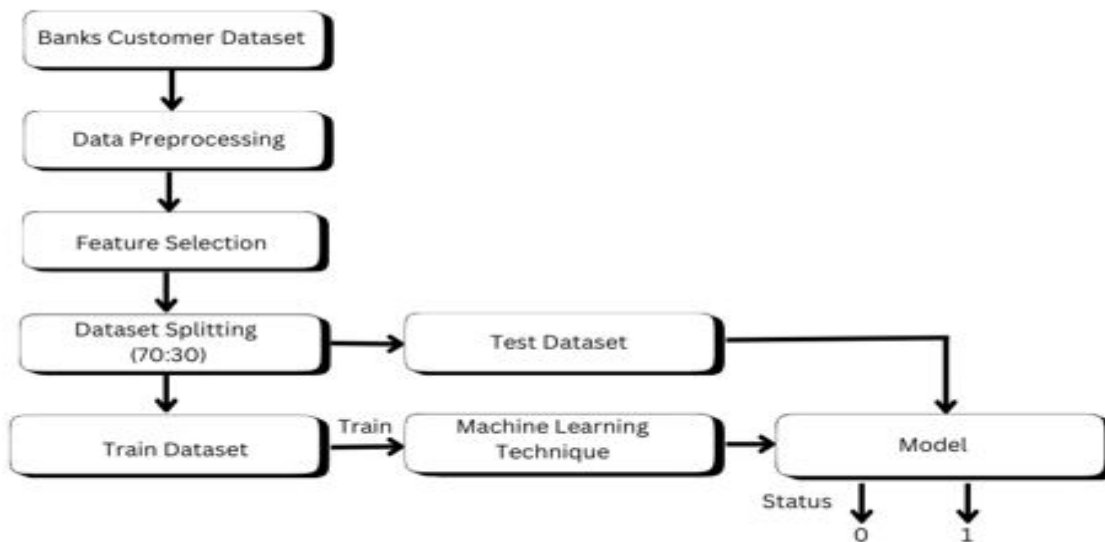 Banks Customer Dataset
Data Preprocessing
Feature Selection
Dataset Splitting
(70:30)
Test Dataset
Train Dataset
Train
Machine Learning
Technique
Model
Status
0
1